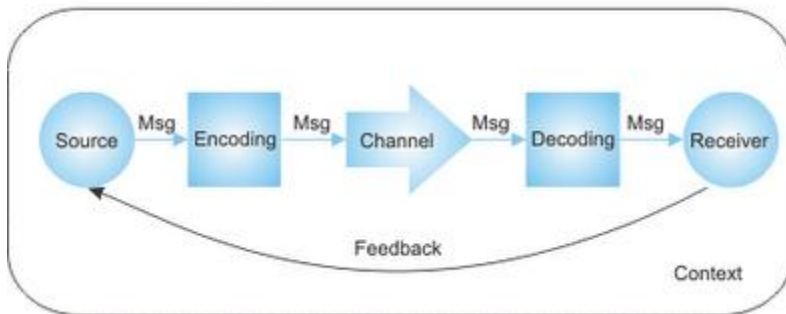 Msg Msg Msg Msg
Source Encoding Channel Decoding Receiver
Feedback
Context